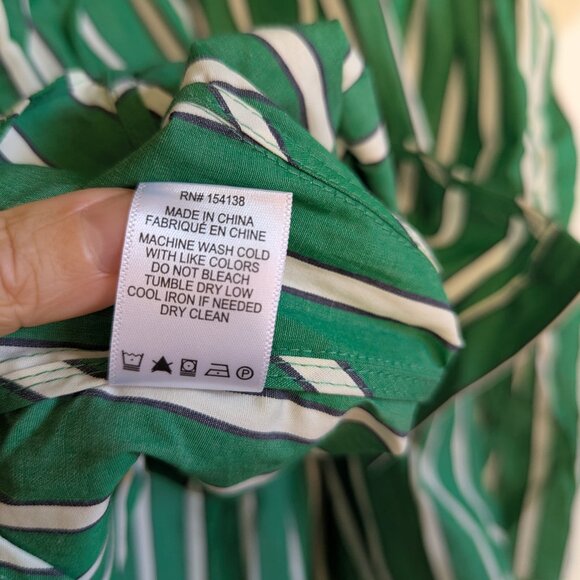 RN# 154138
MADE IN CHINA
FABRIQUÉ EN CHINE
MACHINE WASH COLD
WITH LIKE COLORS
DO NOT BLEACH
TUMBLE DRY LOW
COOL IRON IF NEEDED
DRY CLEAN
P